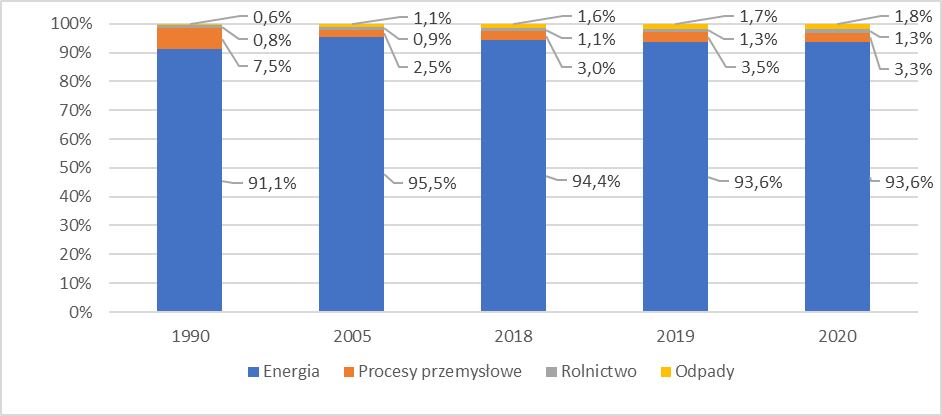 100%
90%
80%
70%
60%
50%
40%
30%
20%
10%
0%
0,6% 1,1% 1,6% 1,7% 1,8%
0,8% 0,9% 1,1% 1,3% 1,3%
7,5% 2,5% 3,0% 3,5% 3,3%
91,1% 95,5% 94,4% 93,6% 93,6%
1990 2005 2018 2019 2020
Energia Procesy przemysłowe Rolnictwo Odpady